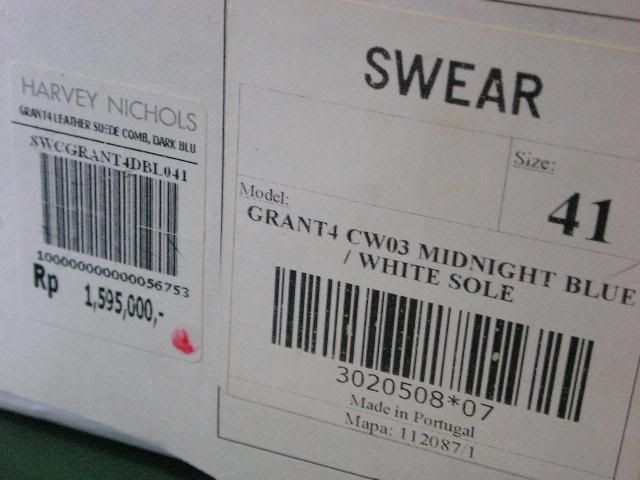 HARVEY NICHOLS
GRANT4 LEATHER SUEDE COMB, DARK BLU
SWCGRANT4DBL041
100000000000056753
Rp 1,595,000,-
SWEAR
Size:
41
Model:
GRANT4 CW03 MIDNIGHT BLUE
/ WHITE SOLE
3020508*07
Made in Portugal
Mapa: 112087/1